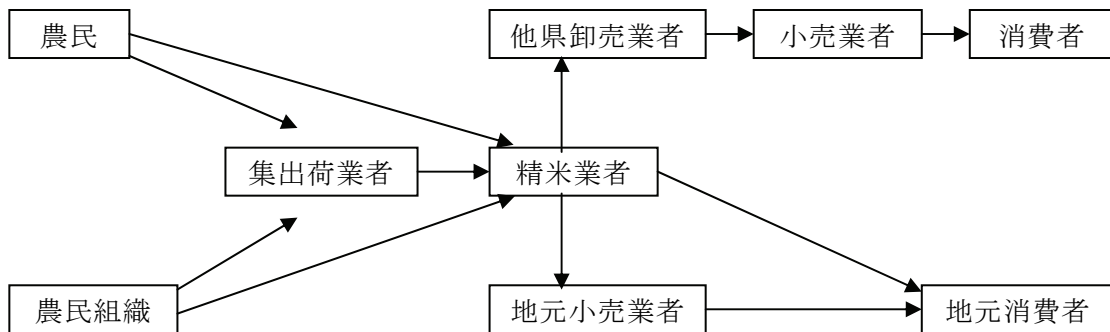 農民
他県卸売業者
小売業者
消費者
集出荷業者
精米業者
農民組織
地元小売業者
地元消費者